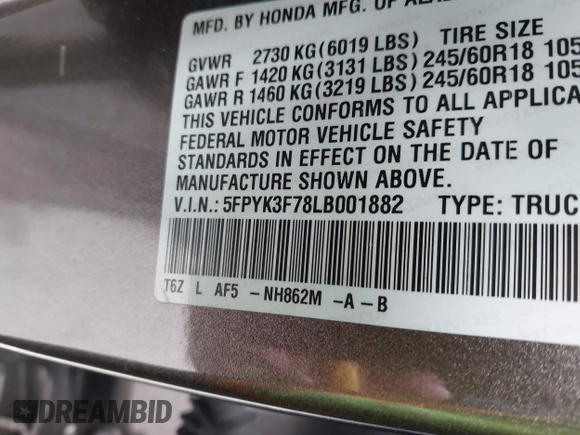 MFD. BY HONDA MFG. OF
GVWR 2730 KG (6019 LBS) TIRE SIZE
GAWR F 1420 KG (3131 LBS) 245/60R18 105
GAWR R 1460 KG (3219 LBS) 245/60R18 105
THIS VEHICLE CONFORMS TO ALL
FEDERAL MOTOR VEHICLE SAFETY
STANDARDS IN EFFECT ON THE DATE OF
MANUFACTURE SHOWN ABOVE.
V.I.N.: 5FPYK3F78LB001882 TYPE: TRUC
T6Z L AF5 -NH862M -A-B
DREAMBID